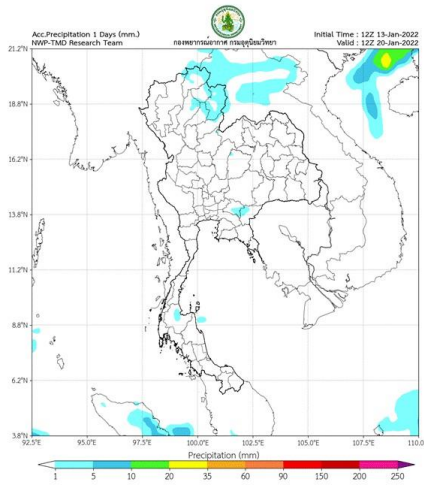 Acc.Precipitation 1 Days (mm.)
NWP-TMD Research Team
กองพยากรณ์อากาศ กรมอุตุนิยมวิทยา
Initial Time : 12Z 13-Jan-2022
Valid : 12Z 20-Jan-2022
21.2°N
18.8°N
16.2°N
13.8°N
11.2°N
8.8°N
6.2°N
3.8°N
92.5°E 95.0°E 97.5°E 100.0°E 102.5°E 105.0°E 107.5°E 110.0
Precipitation (mm)
1 5 10 20 35 60 90 150 200 250